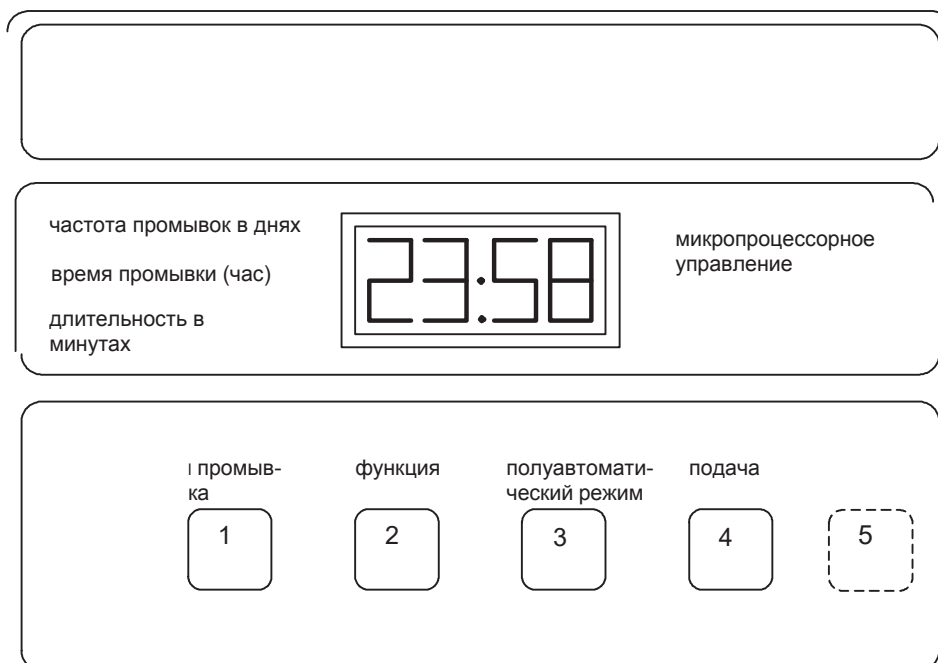 частота промывок в днях
микропроцессорное
управление
время промывки (час)
длительность в
минутах
23:58
промыв-
ка
функция
полуавтомати-
ческий режим
подача
1
2
3
4
5